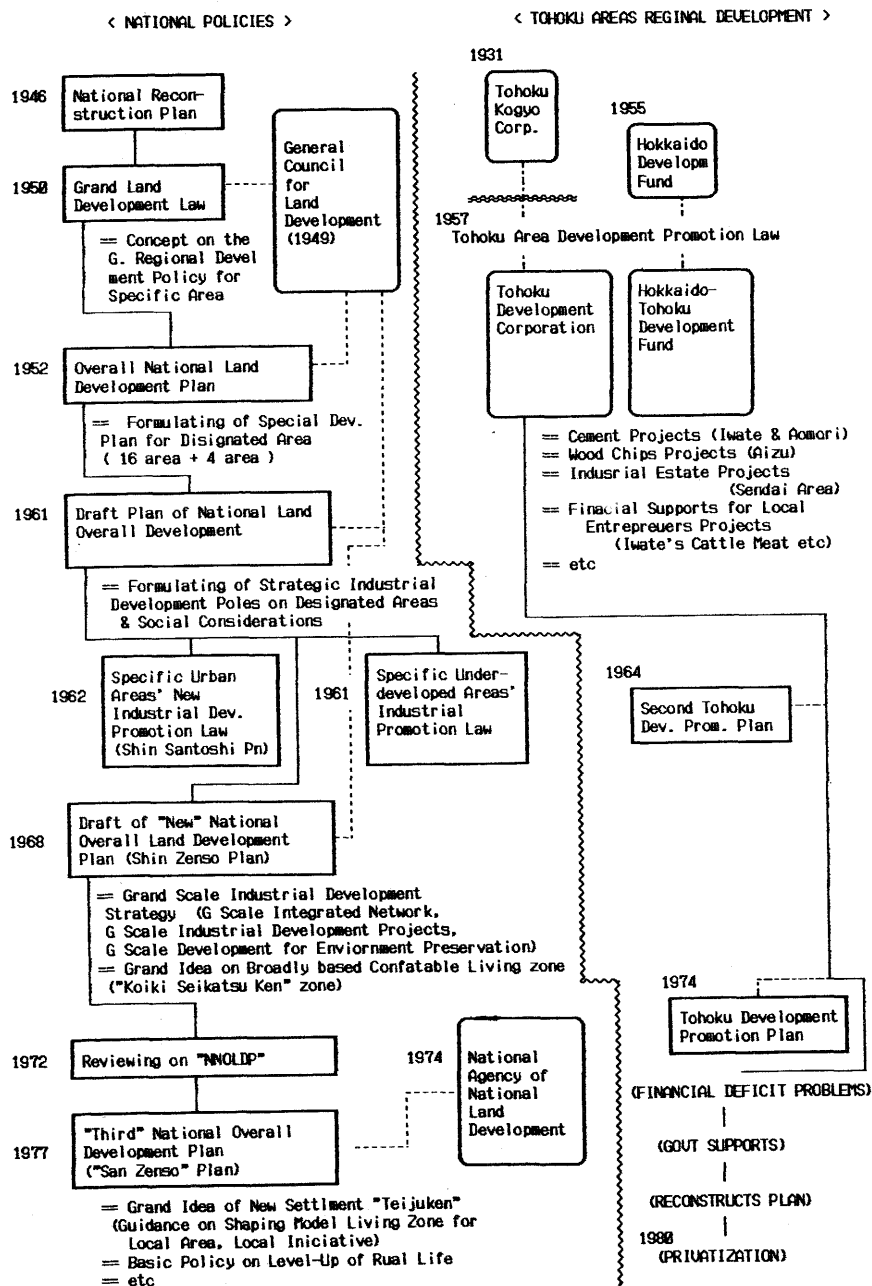 < NATIONAL POLICIES >
1946
National Recon-
struction Plan
1950
Grand Land
Development Law
General
Council
for
Land
Development
(1949)
== Concept on the
G. Regional Devel
ment Policy for
Specific Area
1952
Overall National Land
Development Plan
== Formulating of Special Dev.
Plan for Disignated Area
( 16 area + 4 area )
1961
Draft Plan of National Land
Overall Development
== Formulating of Strategic Industrial
Development Poles on Designated Areas
& Social Considerations
1962
Specific Urban
Areas' New
Industrial Dev.
Promotion Law
(Shin Santoshi Pn)
1961
Specific Under-
developed Areas'
Industrial
Promotion Law
1968
Draft of "New" National
Overall Land Development
Plan (Shin Zenso Plan)
== Grand Scale Industrial Development
Strategy (G Scale Integrated Network,
G Scale Industrial Development Projects,
G Scale Development for Enviornment Preservation)
== Grand Idea on Broadly based Confatable Living zone
("Koiki Seikatsu Ken" zone)
1972
Reviewing on "NNOLDP"
1974
National
Agency of
National
Land
Development
1977
"Third" National Overall
Development Plan
("San Zenso" Plan)
== Grand Idea of New Settlment "Teijuken"
(Guidance on Shaping Model Living Zone for
Local Area, Local Iniciative)
== Basic Policy on Level-Up of Rual Life
== etc
< TOHOKU AREAS REGINAL DEVELOPMENT >
1931
Tohoku
Kogyo
Corp.
1955
Hokkaido
Developm
Fund
1957
Tohoku Area Development Promotion Law
Tohoku
Development
Corporation
Hokkaido-
Tohoku
Development
Fund
== Cement Projects (Iwate & Aomori)
== Wood Chips Projects (Aizu)
== Indusrial Estate Projects
(Sendai Area)
== Finacial Supports for Local
Entrepreuers Projects
(Iwate's Cattle Meat etc)
== etc
1964
Second Tohoku
Dev. Prom. Plan
1974
Tohoku Development
Promotion Plan
(FINANCIAL DEFICIT PROBLEMS)
(GOVT SUPPORTS)
(RECONSTRUCTS PLAN)
1980
(PRIVATIZATION)